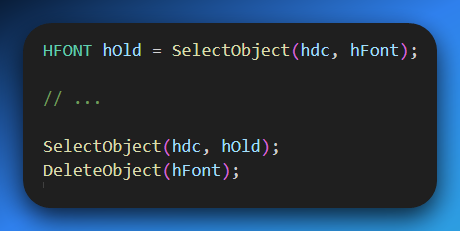 HFONT hOld = SelectObject(hdc, hFont);
// ...
SelectObject(hdc, hOld);
DeleteObject(hFont);